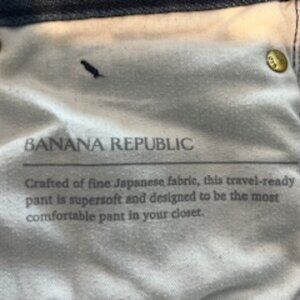 BANANA REPUBLIC
Crafted of fine Japanese fabric, this travel-ready
pant is supersoft and designed to be the most
comfortable pant in your closet.